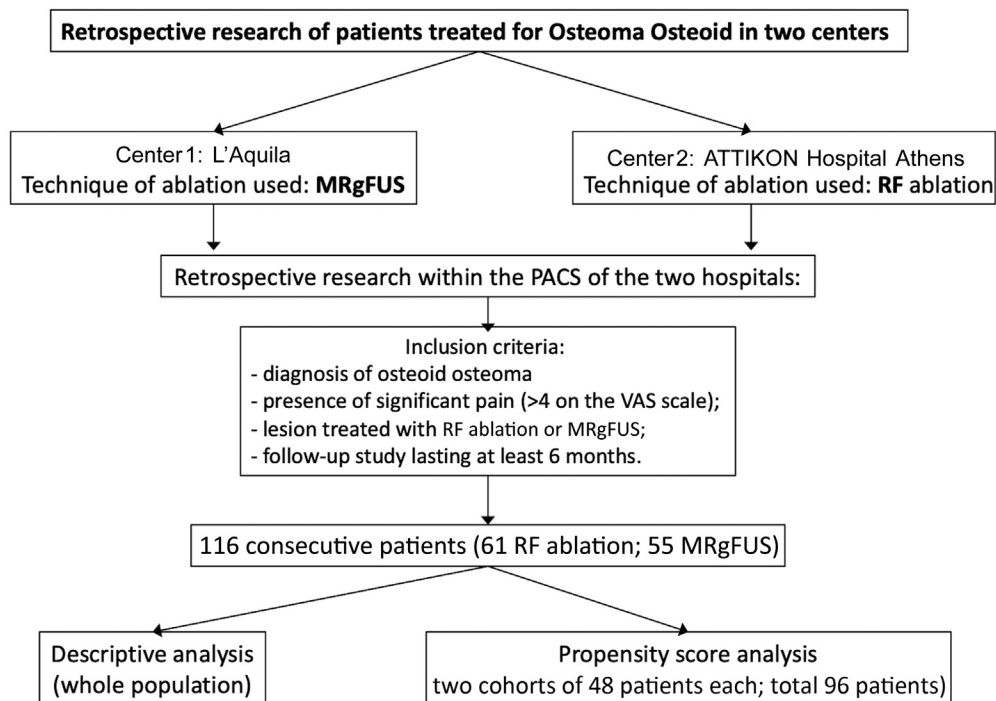 Retrospective research of patients treated for Osteoma Osteoid in two centers
Center1: L'Aquila
Technique of ablation used: MRgFUS
Center2: ATTIKON Hospital Athens
Technique of ablation used: RF ablation
Retrospective research within the PACS of the two hospitals:
Inclusion criteria:
- diagnosis of osteoid osteoma
- presence of significant pain (>4 on the VAS scale);
- lesion treated with RF ablation or MRgFUS;
- follow-up study lasting at least 6 months.
116 consecutive patients (61 RF ablation; 55 MRgFUS)
Descriptive analysis
(whole population)
Propensity score analysis
two cohorts of 48 patients each; total 96 patients)